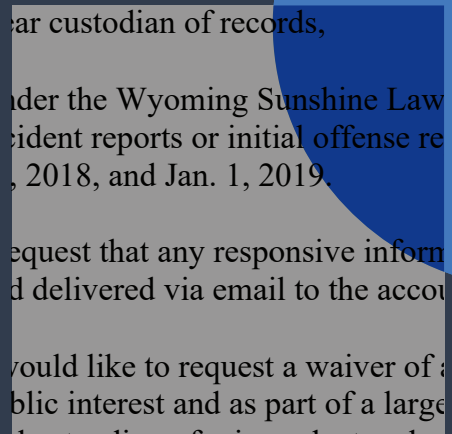 ear custodian of records,
nder the Wyoming Sunshine Law
cident reports or initial offense re
, 2018, and Jan. 1, 2019.
equest that any responsive inform
d delivered via email to the accou
would like to request a waiver of a
blic interest and as part of a large